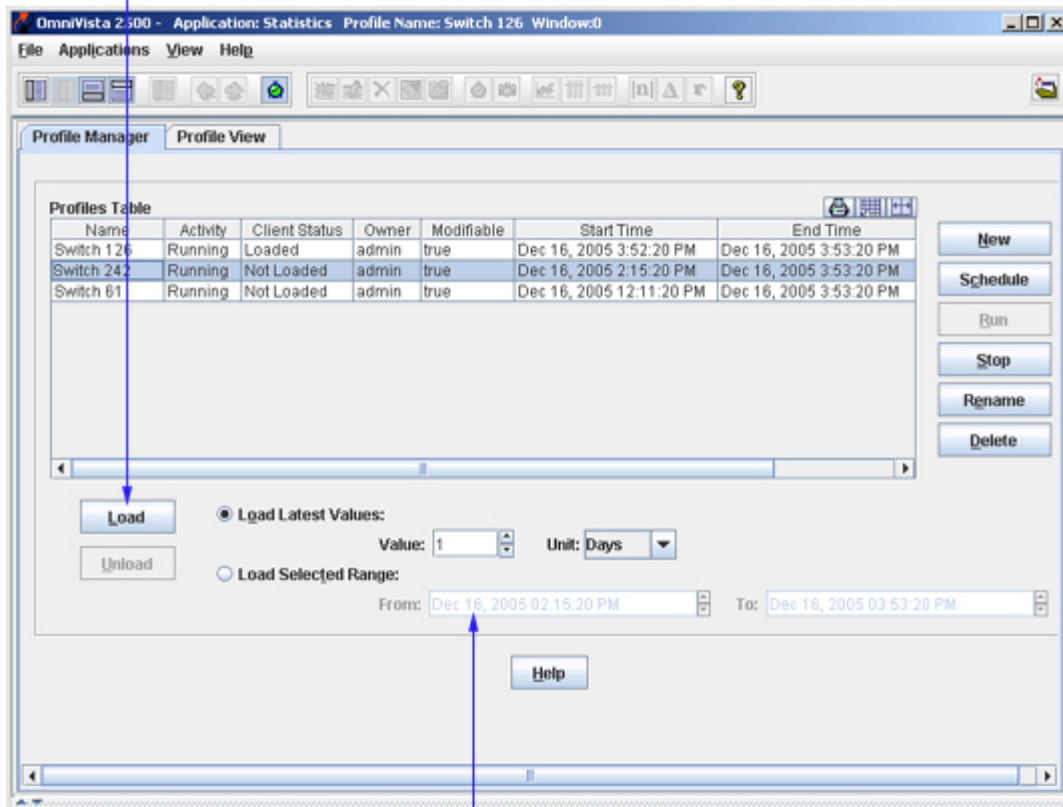 OmniVista 2500 - Application: Statistics Profile Name: Switch 126 Window:0
File Applications View Help
Profile Manager Profile View
Profiles Table
Name Activity Client Status Owner Modifiable Start Time End Time
Switch 126 Running Loaded admin true Dec 16, 2005 3:52:20 PM Dec 16, 2005 3:53:20 PM
Switch 242 Running Not Loaded admin true Dec 16, 2005 2:15:20 PM Dec 16, 2005 3:53:20 PM
Switch 61 Running Not Loaded admin true Dec 16, 2005 12:11:20 PM Dec 16, 2005 3:53:20 PM
New
Schedule
Run
Stop
Rename
Delete
Load
Unload
Load Latest Values:
Value: 1 Unit: Days
Load Selected Range:
From: Dec 16, 2005 02:15:20 PM To: Dec 16, 2005 03:53:20 PM
Help